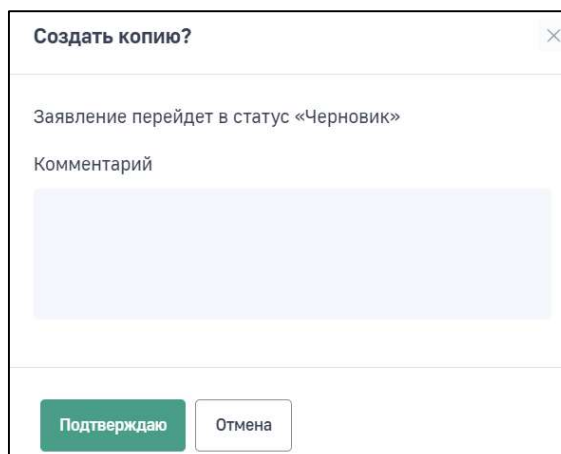 Создать копию?
Заявление перейдет в статус «Черновик»
Комментарий
Подтверждаю Отмена